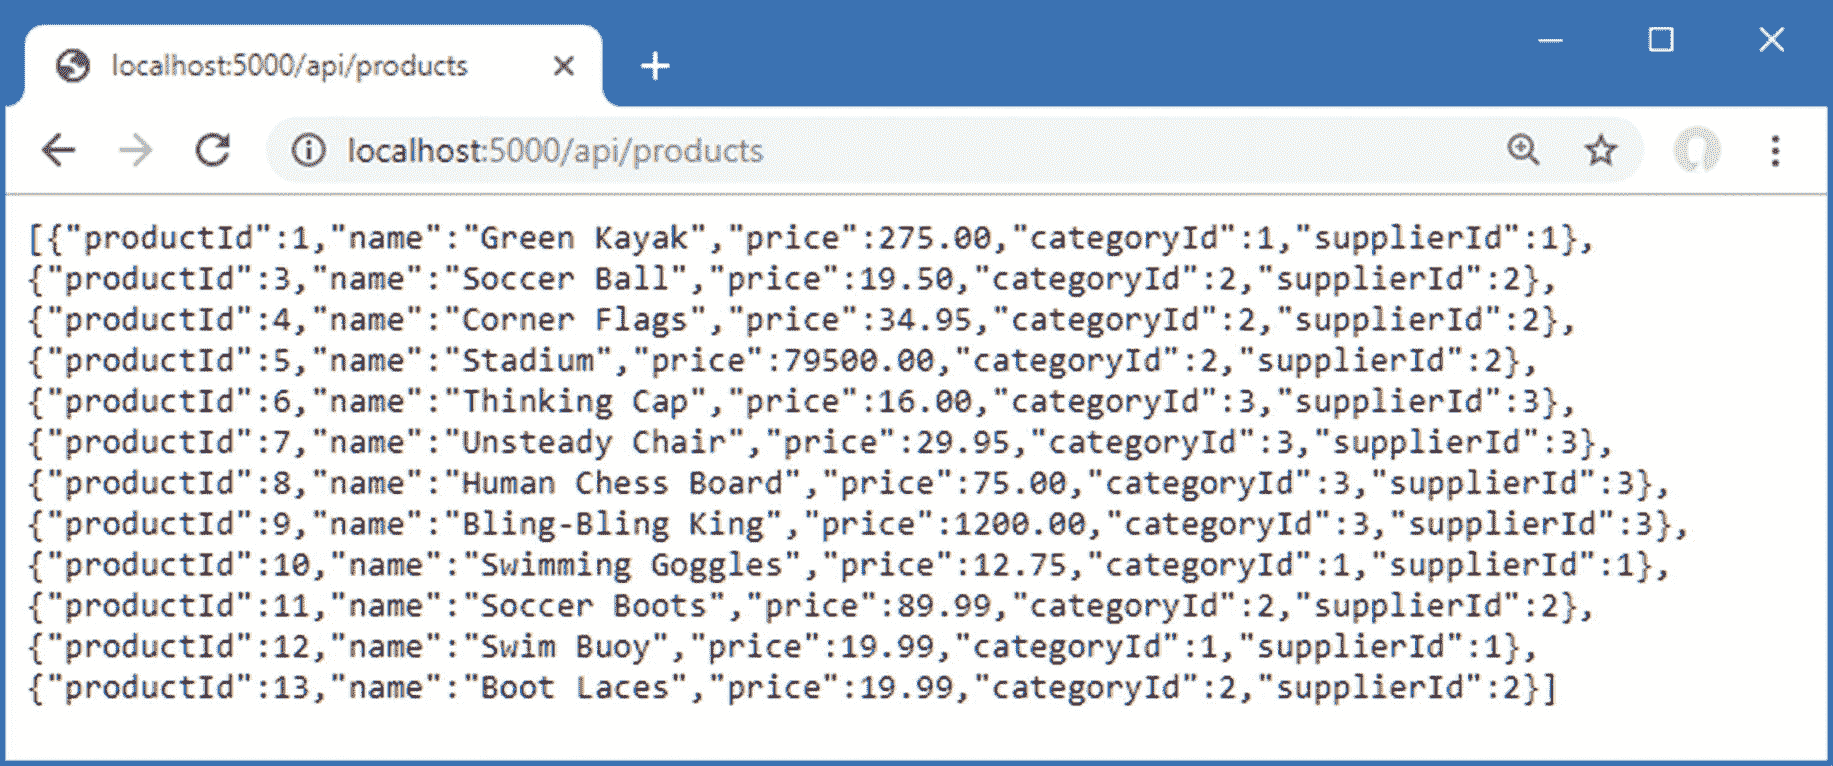 localhost:5000/api/products
localhost:5000/api/products
[{"productId":1,"name":"Green Kayak","price":275.00,"categoryId":1,"supplierId":1},
{"productId":3,"name":"Soccer Ball","price":19.50,"categoryId":2,"supplierId":2},
{"productId":4,"name":"Corner Flags","price":34.95,"categoryId":2,"supplierId":2},
{"productId":5,"name":"Stadium","price":79500.00,"categoryId":2,"supplierId":2},
{"productId":6,"name":"Thinking Cap","price":16.00,"categoryId":3,"supplierId":3},
{"productId":7,"name":"Unsteady Chair","price":29.95,"categoryId":3,"supplierId":3},
{"productId":8,"name":"Human Chess Board","price":75.00,"categoryId":3,"supplierId":3},
{"productId":9,"name":"Bling-Bling King","price":1200.00,"categoryId":3,"supplierId":3},
{"productId":10,"name":"Swimming Goggles","price":12.75,"categoryId":1,"supplierId":1},
{"productId":11,"name":"Soccer Boots","price":89.99,"categoryId":2,"supplierId":2},
{"productId":12,"name":"Swim Buoy","price":19.99,"categoryId":1,"supplierId":1},
{"productId":13,"name":"Boot Laces","price":19.99,"categoryId":2,"supplierId":2}]